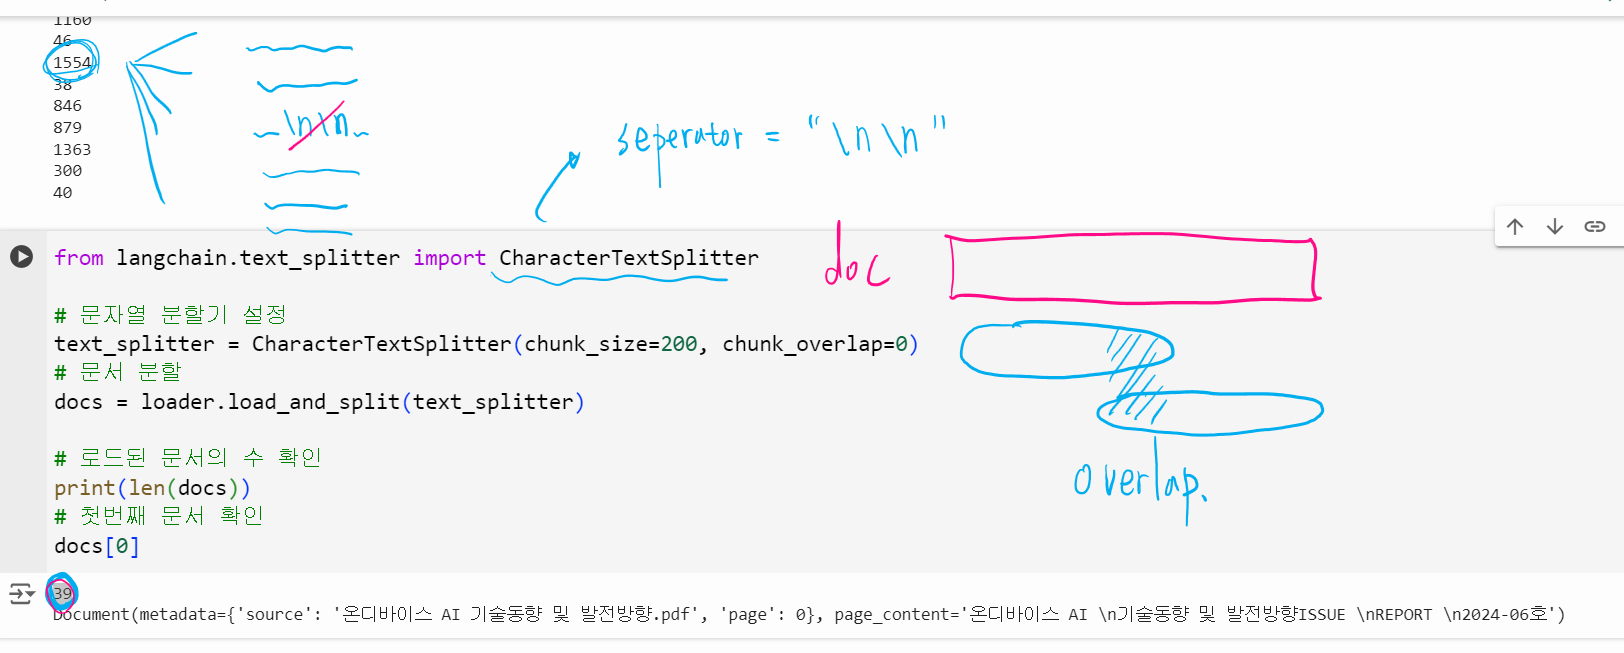 1160
46
1554
38
846
879
1363
300
40
\n\n
seperator = "\n\n"
from langchain.text_splitter import CharacterTextSplitter
doc
# 문자열 분할기 설정
text_splitter = CharacterTextSplitter(chunk_size=200, chunk_overlap=0)
# 문서 분할
docs = loader.load_and_split(text_splitter)
overlap.
# 로드된 문서의 수 확인
print(len(docs))
# 첫번째 문서 확인
docs[0]
39
Document(metadata={'source': '온디바이스 AI 기술동향 및 발전방향.pdf', 'page': 0}, page_content='온디바이스 AI \n기술동향 및 발전방향ISSUE \nREPORT \n2024-06호')